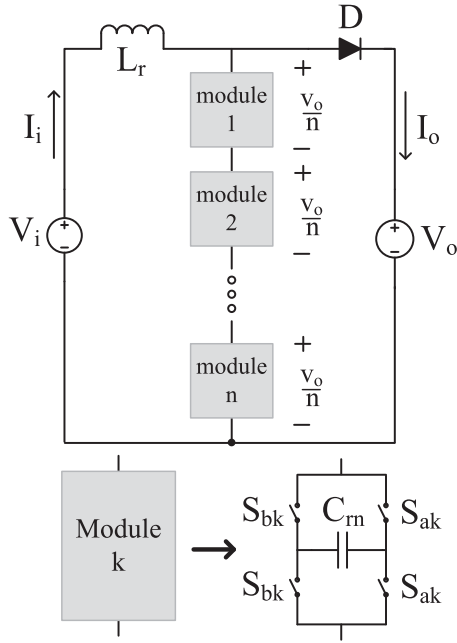 D
L_r
+
module
1
v_o
n
−
I_i
I_o
+
module
2
v_o
n
−
V_i
+
−
+
−
V_o
+
module
n
v_o
n
−
Module
k
S_bk
C_rn
S_ak
S_bk
S_ak